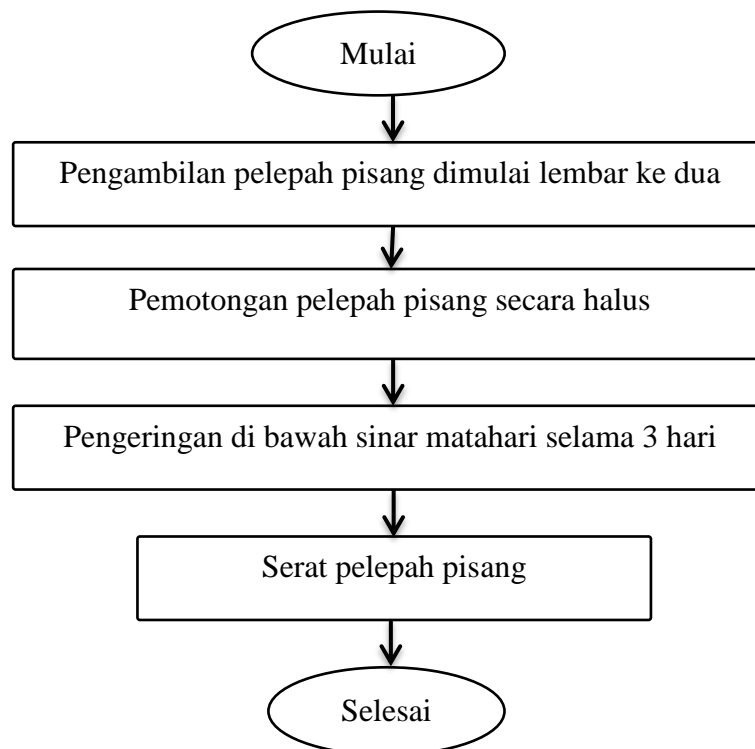 Mulai
Pengambilan pelepah pisang dimulai lembar ke dua
Pemotongan pelepah pisang secara halus
Pengeringan di bawah sinar matahari selama 3 hari
Serat pelepah pisang
Selesai